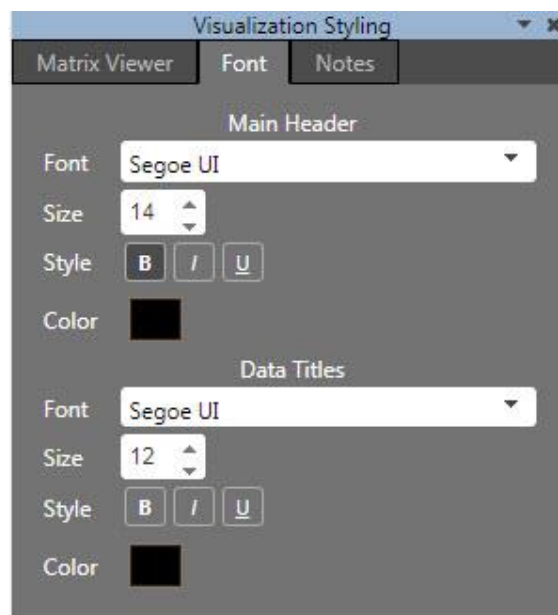 Visualization Styling
Matrix Viewer Font Notes
Main Header
Font Segoe UI
Size 14
Style B I U
Color
Data Titles
Font Segoe UI
Size 12
Style B I U
Color